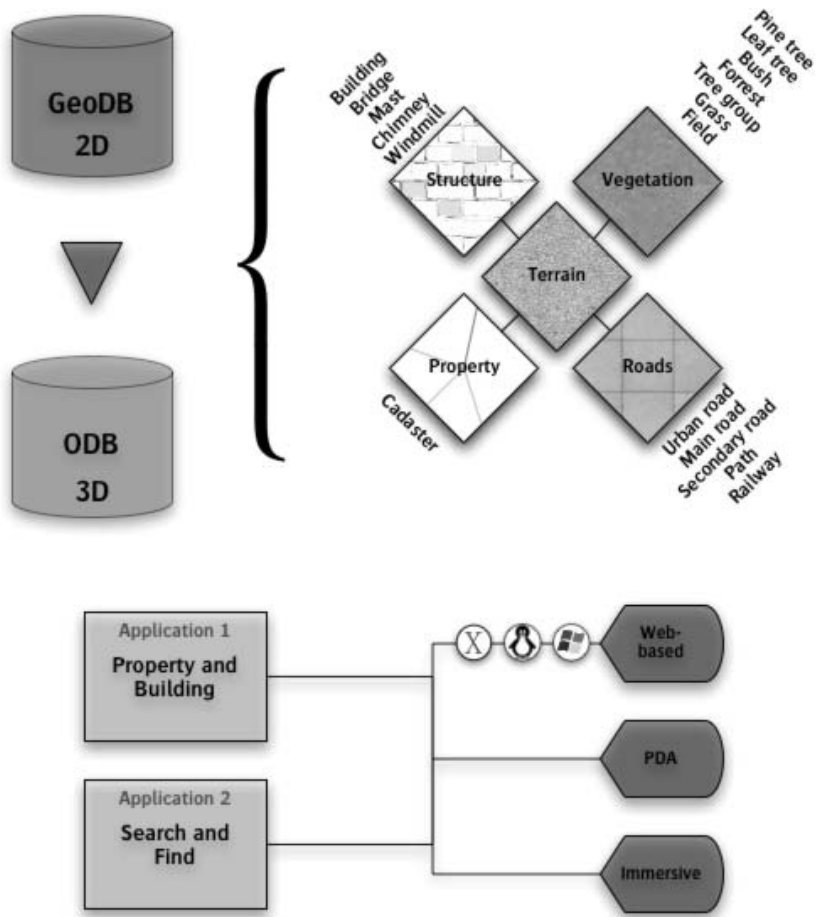 GeoDB
2D
ODB
3D
Building
Bridge
Mast
Chimney
Windmill
Structure
Pine tree
Leaf tree
Bush
Forrest
Tree group
Grass
Field
Vegetation
Terrain
Property
Cadaster
Roads
Urban road
Main road
Secondary road
Path
Railway
Application 1
Property and
Building
Application 2
Search and
Find
X
Web-
based
PDA
Immersive